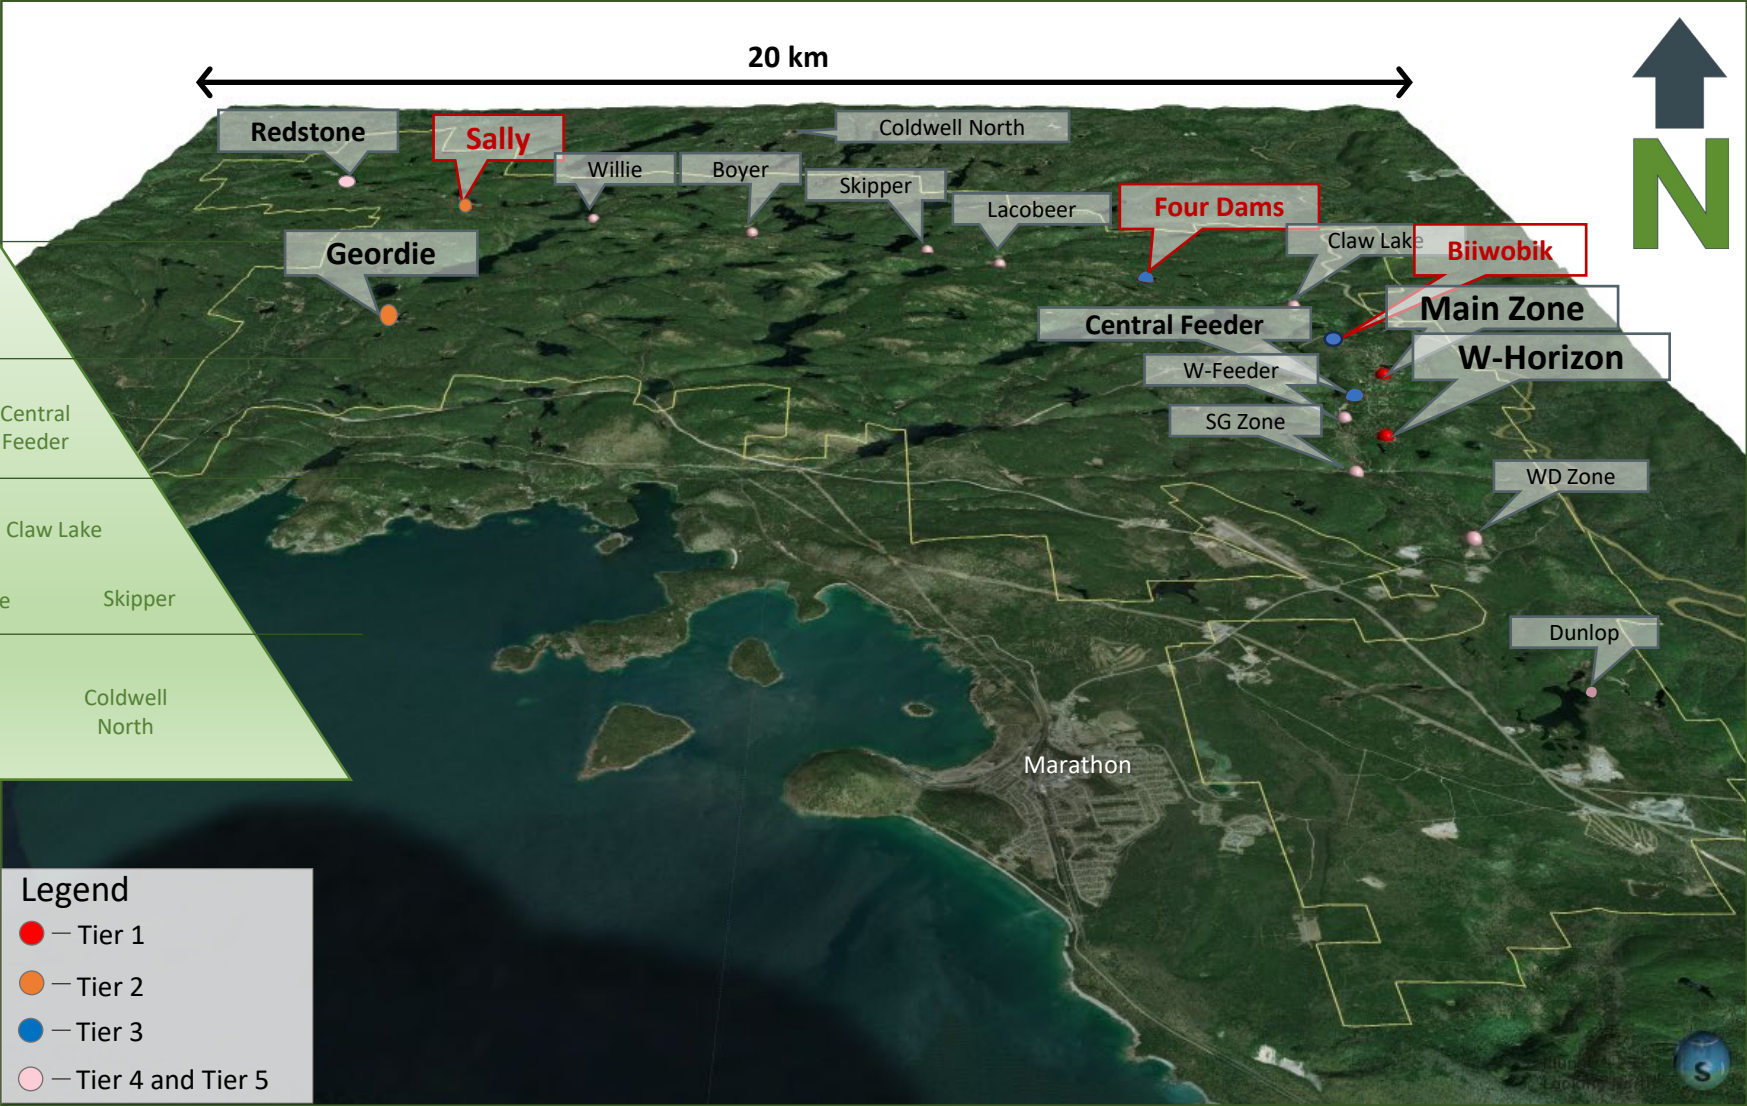 20 km
N
Redstone
Sally
Coldwell North
Willie
Boyer
Skipper
Lacobeer
Four Dams
Claw Lake
Biiwobik
Geordie
Main Zone
Central Feeder
W-Horizon
W-Feeder
SG Zone
WD Zone
Dunlop
Marathon
Central
Feeder
Claw Lake
e
Skipper
Coldwell
North
Legend
Tier 1
Tier 2
Tier 3
Tier 4 and Tier 5
Looking North
S